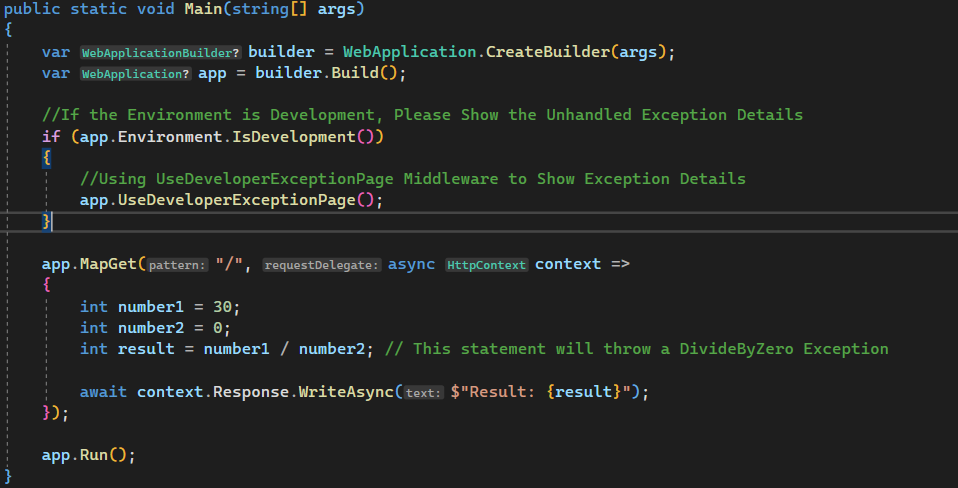 public static void Main(string[] args)
{
var WebApplicationBuilder? builder = WebApplication.CreateBuilder(args);
var WebApplication? app = builder.Build();
//If the Environment is Development, Please Show the Unhandled Exception Details
if (app.Environment.IsDevelopment())
{
//Using UseDeveloperExceptionPage Middleware to Show Exception Details
app.UseDeveloperExceptionPage();
}
app.MapGet(pattern: "/", requestDelegate: async HttpContext context =>
{
int number1 = 30;
int number2 = 0;
int result = number1 / number2; // This statement will throw a DivideByZero Exception
await context.Response.WriteAsync(text: $"Result: {result}");
});
app.Run();
}